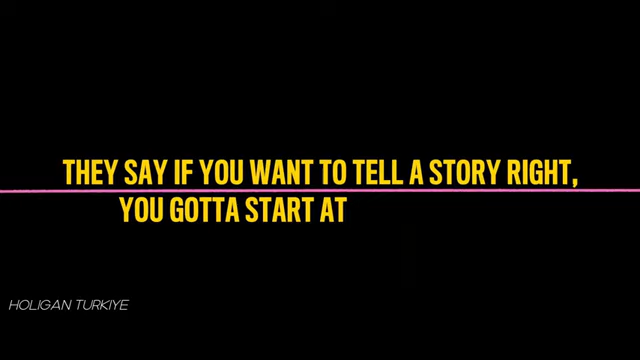 THEY SAY IF YOU WANT TO TELL A STORY RIGHT,
YOU GOTTA START AT
HOLIGAN TURKIYE